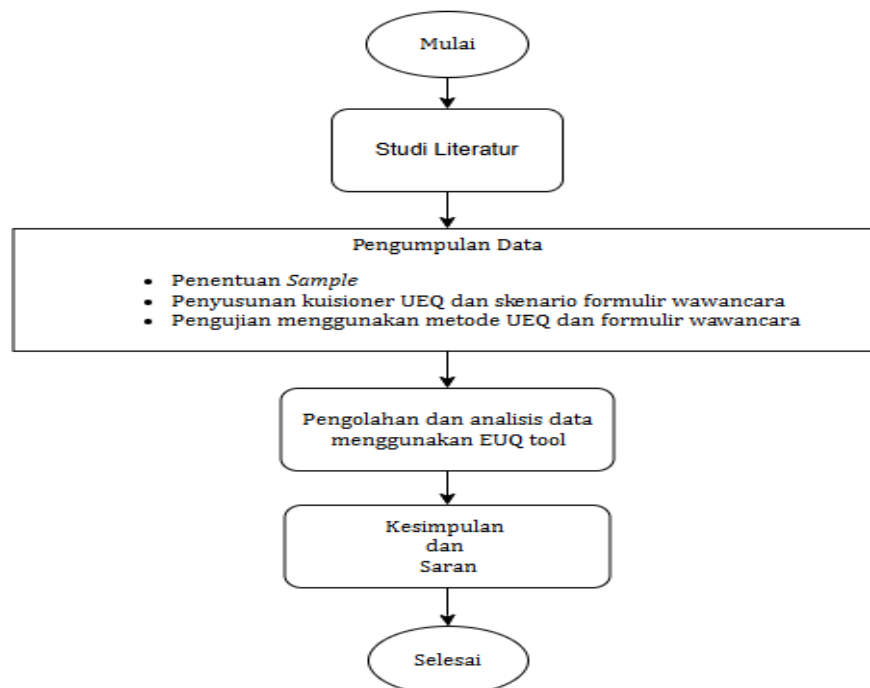 Mulai
Studi Literatur
Pengumpulan Data
• Penentuan Sample
• Penyusunan kuisioner UEQ dan skenario formulir wawancara
• Pengujian menggunakan metode UEQ dan formulir wawancara
Pengolahan dan analisis data
menggunakan EUQ tool
Kesimpulan
dan
Saran
Selesai